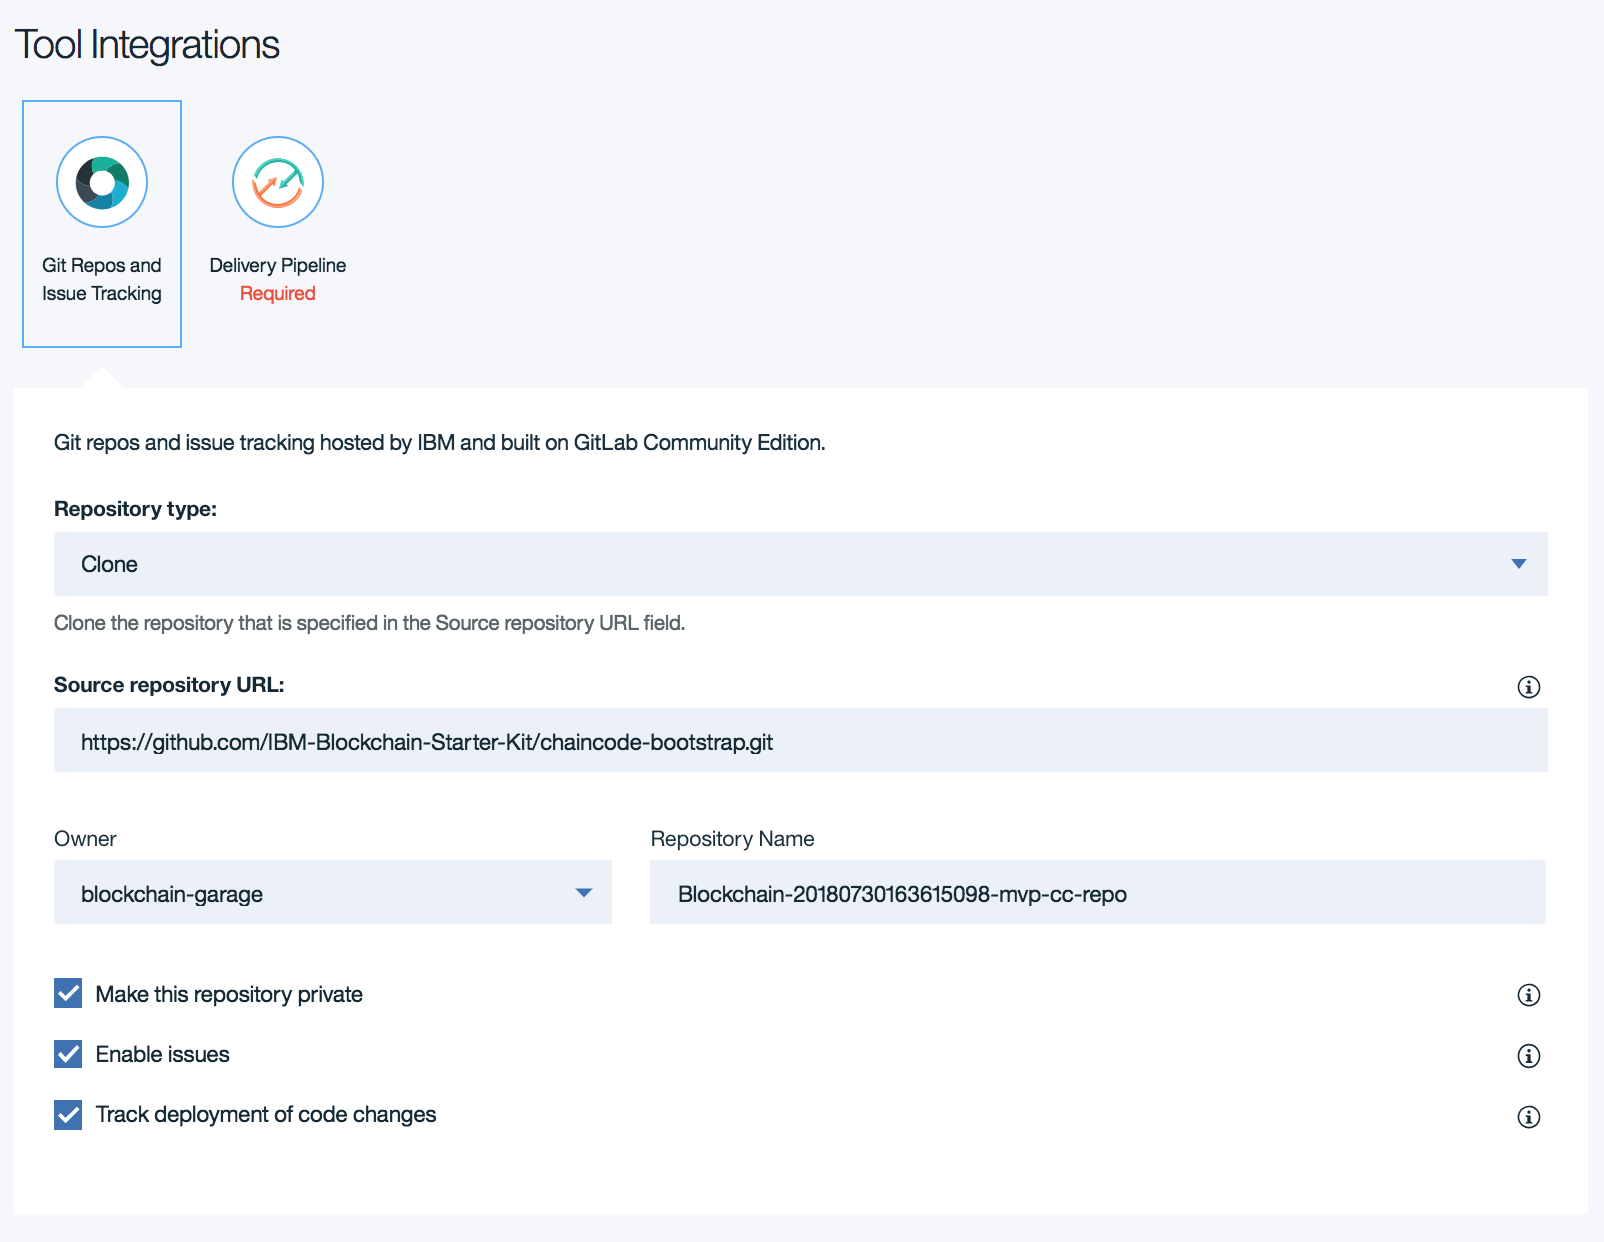 Tool Integrations
Git Repos and
Issue Tracking
Delivery Pipeline
Required
Git repos and issue tracking hosted by IBM and built on GitLab Community Edition.
Repository type:
Clone
Clone the repository that is specified in the Source repository URL field.
Source repository URL:
https://github.com/IBM-Blockchain-Starter-Kit/chaincode-bootstrap.git
Owner
Repository Name
blockchain-garage
Blockchain-20180730163615098-mvp-cc-repo
Make this repository private
Enable issues
Track deployment of code changes